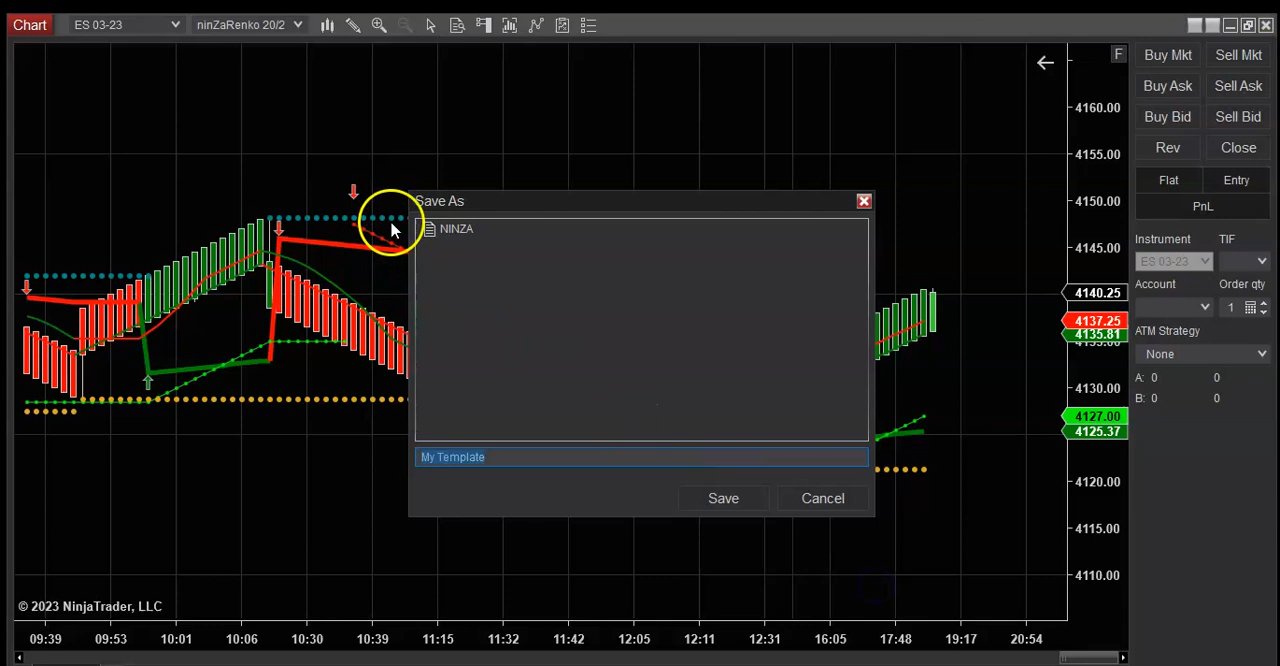 Chart ES 03-23 ninZaRenko 20/2
F
Buy Mkt Sell Mkt
Buy Ask Sell Ask
Buy Bid Sell Bid
Rev Close
Flat Entry
PnL
Instrument TIF
ES 03-23
Account Order qty
1
ATM Strategy
None
A: 0 0
B: 0 0
4160.00
4155.00
4150.00
4145.00
4140.25
4137.25
4135.81
4130.00
4127.00
4125.37
4120.00
4115.00
4110.00
Save As
NINZA
My Template
Save Cancel
© 2023 NinjaTrader, LLC
09:39 09:53 10:01 10:06 10:30 10:39 11:15 11:32 11:42 12:05 12:11 12:31 16:05 17:48 19:17 20:54